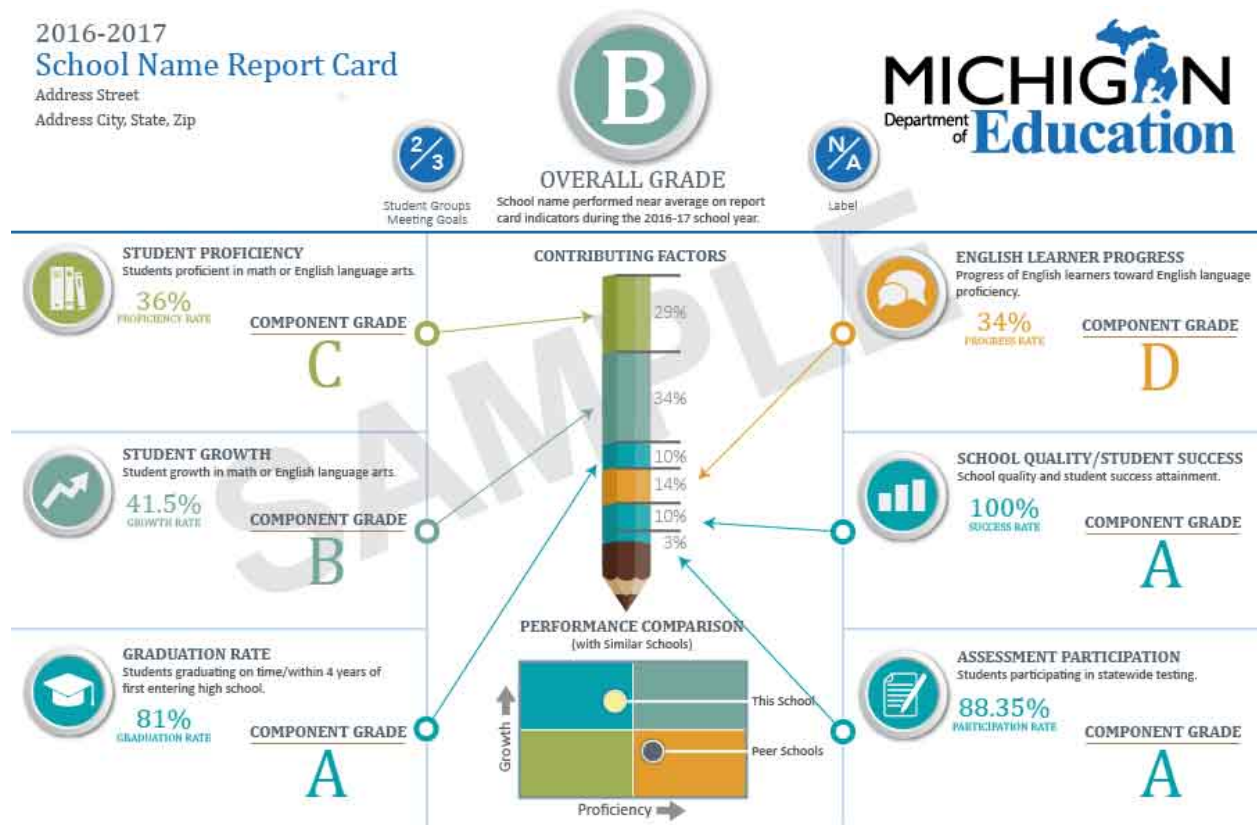 2016-2017
School Name Report Card
Address Street
Address City, State, Zip
2/3
Student Groups
Meeting Goals
B
OVERALL GRADE
School name performed near average on report
card indicators during the 2016-17 school year.
N/A
Label
MICHIGAN
Department
of Education
STUDENT PROFICIENCY
Students proficient in math or English language arts.
36%
PROFICIENCY RATE
COMPONENT GRADE
C
STUDENT GROWTH
Student growth in math or English language arts.
41.5%
GROWTH RATE
COMPONENT GRADE
B
GRADUATION RATE
Students graduating on time/within 4 years of
first entering high school.
81%
GRADUATION RATE
COMPONENT GRADE
A
CONTRIBUTING FACTORS
29%
34%
10%
14%
10%
3%
SAMPLE
PERFORMANCE COMPARISON
(with Similar Schools)
Growth
This School
Peer Schools
Proficiency
ENGLISH LEARNER PROGRESS
Progress of English learners toward English language
proficiency.
34%
PROGRESS RATE
COMPONENT GRADE
D
SCHOOL QUALITY/STUDENT SUCCESS
School quality and student success attainment.
100%
SUCCESS RATE
COMPONENT GRADE
A
ASSESSMENT PARTICIPATION
Students participating in statewide testing.
88.35%
PARTICIPATION RATE
COMPONENT GRADE
A